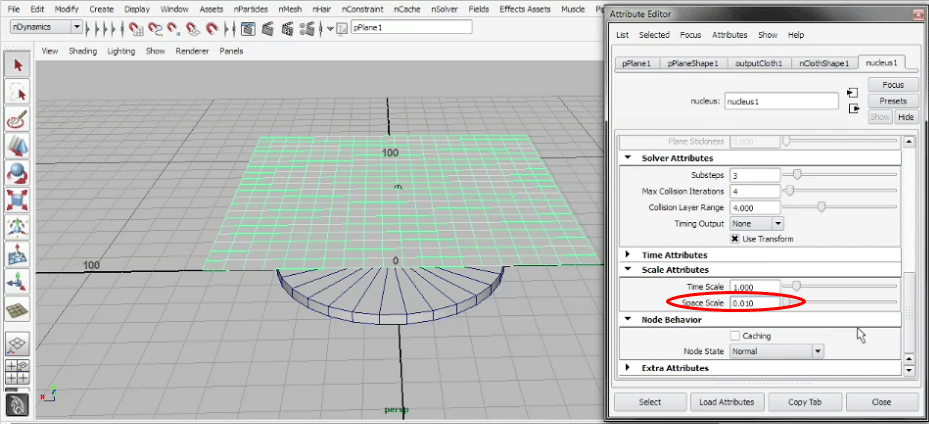 File Edit Modify Create Display Window Assets nParticles nMesh nHair nConstraint nCache nSolver Fields Effects Assets Muscle
nDynamics pPlane1
View Shading Lighting Show Renderer Panels
100
0
100
persp
Attribute Editor
List Selected Focus Attributes Show Help
pPlane1 pPlaneShape1 outputCloth1 nClothShape1 nucleus1
Focus
nucleus: nucleus1
Presets
Show Hide
Plane Stickiness 0.000
Solver Attributes
Substeps 3
Max Collision Iterations 4
Collision Layer Range 4.000
Timing Output None
Use Transform
Time Attributes
Scale Attributes
Time Scale 1.000
Space Scale 0.010
Node Behavior
Caching
Node State Normal
Extra Attributes
Select Load Attributes Copy Tab Close